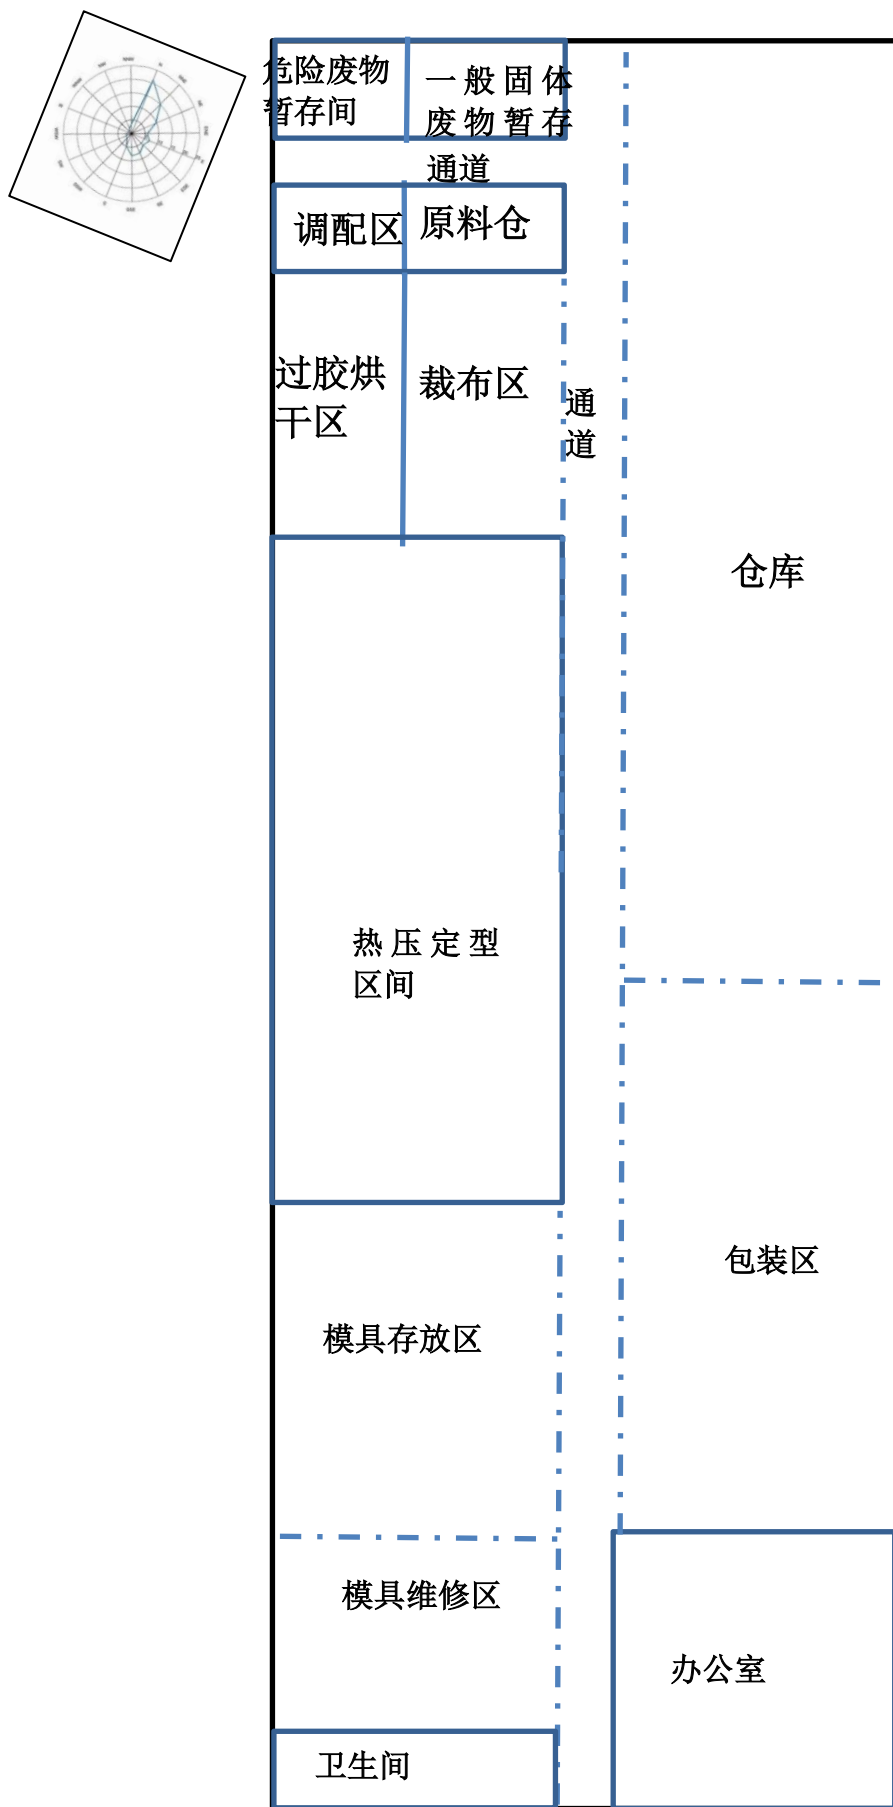 危险废物
暂存间
一般固体
废物暂存
通道
调配区
原料仓
过胶烘
干区
裁布区
通
道
仓库
热压定型
区间
包装区
模具存放区
模具维修区
办公室
卫生间